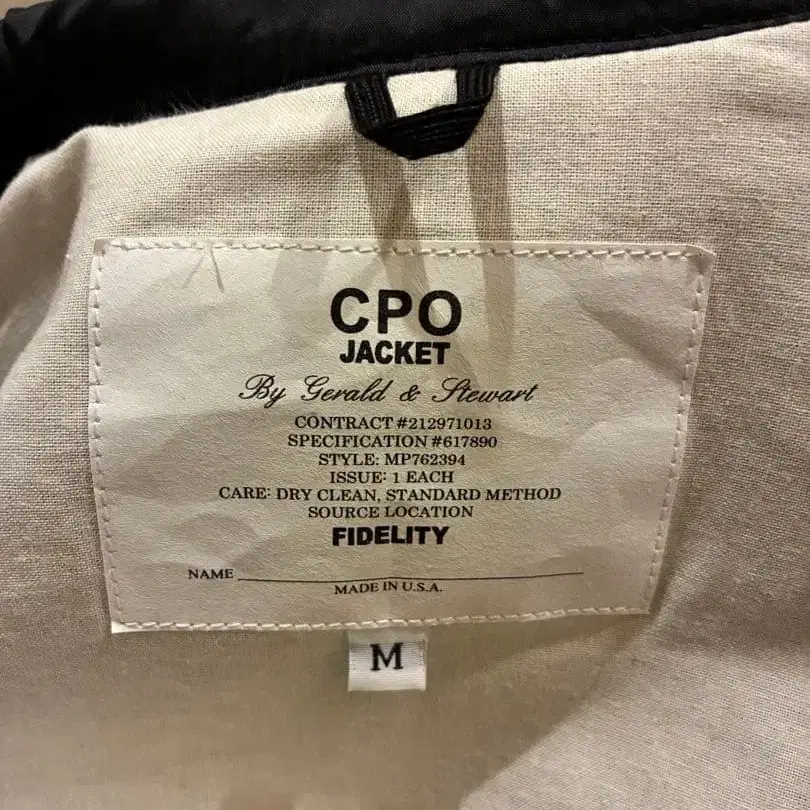 CPO
JACKET
By Gerald & Stewart
CONTRACT #212971013
SPECIFICATION #617890
STYLE: MP762394
ISSUE: 1 EACH
CARE: DRY CLEAN, STANDARD METHOD
SOURCE LOCATION
FIDELITY
NAME
MADE IN U.S.A.
M